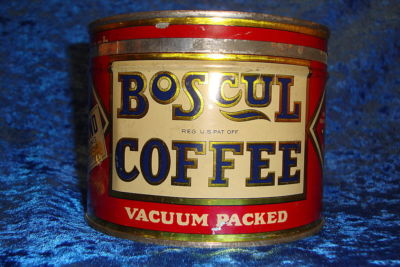 BOSCUL
REG. U.S. PAT. OFF.
COFFEE
VACUUM PACKED